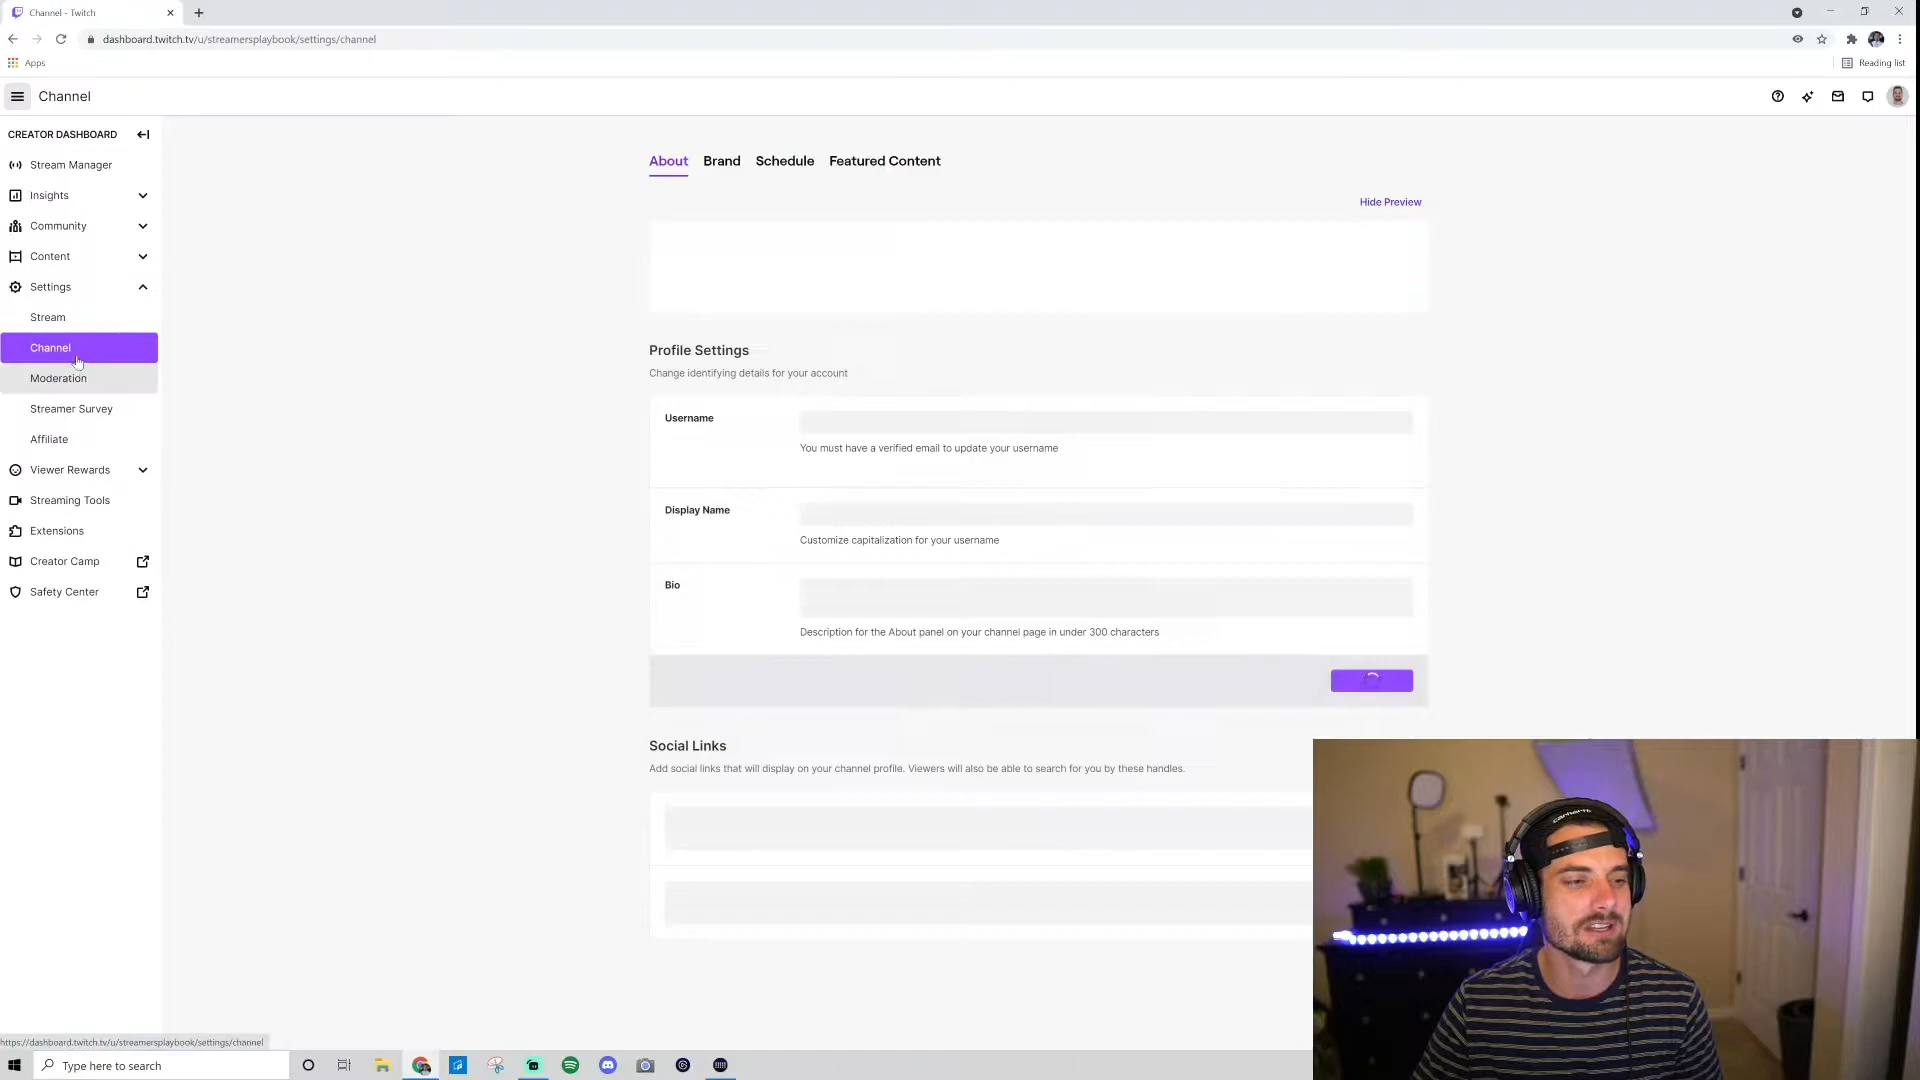 Channel - Twitch
dashboard.twitch.tv/u/streamersplaybook/settings/channel
Apps
Reading list
Channel
CREATOR DASHBOARD
Stream Manager
Insights
Community
Content
Settings
Stream
Channel
Moderation
Streamer Survey
Affiliate
Viewer Rewards
Streaming Tools
Extensions
Creator Camp
Safety Center
About Brand Schedule Featured Content
Hide Preview
Profile Settings
Change identifying details for your account
Username
You must have a verified email to update your username
Display Name
Customize capitalization for your username
Bio
Description for the About panel on your channel page in under 300 characters
Social Links
Add social links that will display on your channel profile. Viewers will also be able to search for you by these handles.
carhartt
https://dashboard.twitch.tv/u/streamersplaybook/settings/channel
Type here to search